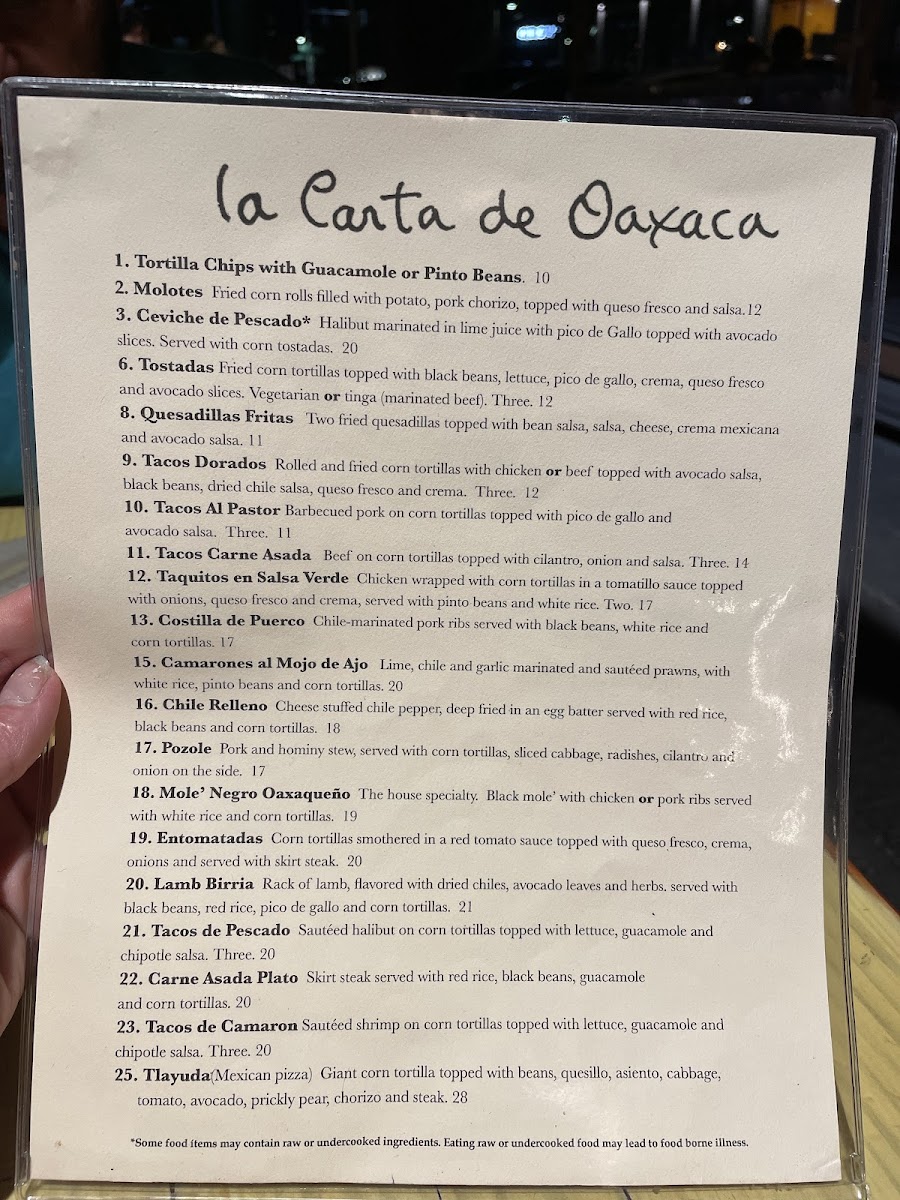 la Carta de Oaxaca
1. Tortilla Chips with Guacamole or Pinto Beans. 10
2. Molotes Fried corn rolls filled with potato, pork chorizo, topped with queso fresco and salsa.12
3. Ceviche de Pescado* Halibut marinated in lime juice with pico de Gallo topped with avocado
slices. Served with corn tostadas. 20
6. Tostadas Fried corn tortillas topped with black beans, lettuce, pico de gallo, crema, queso fresco
and avocado slices. Vegetarian or tinga (marinated beef). Three. 12
8. Quesadillas Fritas Two fried quesadillas topped with bean salsa, salsa, cheese, crema mexicana
and avocado salsa. 11
9. Tacos Dorados Rolled and fried corn tortillas with chicken or beef topped with avocado salsa,
black beans, dried chile salsa, queso fresco and crema. Three. 12
10. Tacos Al Pastor Barbecued pork on corn tortillas topped with pico de gallo and
avocado salsa. Three. 11
11. Tacos Carne Asada Beef on corn tortillas topped with cilantro, onion and salsa. Three. 14
12. Taquitos en Salsa Verde Chicken wrapped with corn tortillas in a tomatillo sauce topped
with onions, queso fresco and crema, served with pinto beans and white rice. Two. 17
13. Costilla de Puerco Chile-marinated pork ribs served with black beans, white rice and
corn tortillas. 17
15. Camarones al Mojo de Ajo Lime, chile and garlic marinated and sautéed prawns, with
white rice, pinto beans and corn tortillas. 20
16. Chile Relleno Cheese stuffed chile pepper, deep fried in an egg batter served with red rice,
black beans and corn tortillas. 18
17. Pozole Pork and hominy stew, served with corn tortillas, sliced cabbage, radishes, cilantro and
onion on the side. 17
18. Mole' Negro Oaxaqueño The house specialty. Black mole' with chicken or pork ribs served
with white rice and corn tortillas. 19
19. Entomatadas Corn tortillas smothered in a red tomato sauce topped with queso fresco, crema,
onions and served with skirt steak. 20
20. Lamb Birria Rack of lamb, flavored with dried chiles, avocado leaves and herbs. served with
black beans, red rice, pico de gallo and corn tortillas. 21
21. Tacos de Pescado Sautéed halibut on corn tortillas topped with lettuce, guacamole and
chipotle salsa. Three. 20
22. Carne Asada Plato Skirt steak served with red rice, black beans, guacamole
and corn tortillas. 20
23. Tacos de Camaron Sautéed shrimp on corn tortillas topped with lettuce, guacamole and
chipotle salsa. Three. 20
25. Tlayuda(Mexican pizza) Giant corn tortilla topped with beans, quesillo, asiento, cabbage,
tomato, avocado, prickly pear, chorizo and steak. 28
*Some food items may contain raw or undercooked ingredients. Eating raw or undercooked food may lead to food borne illness.